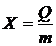 X = Q/m